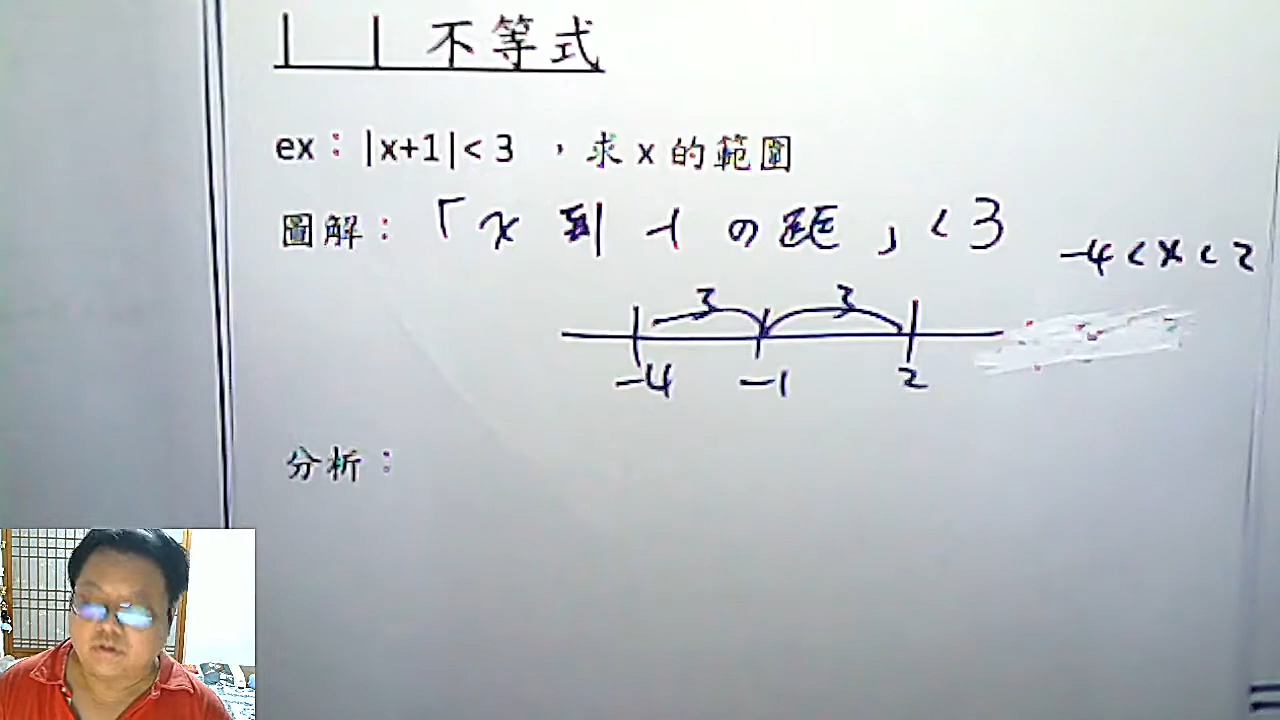 | | 不等式
ex：|x+1|< 3 ，求 x 的範圍
圖解：「x 到 -1 の 距」< 3
-4 < x < 2
3 3
-4 -1 2
分析：